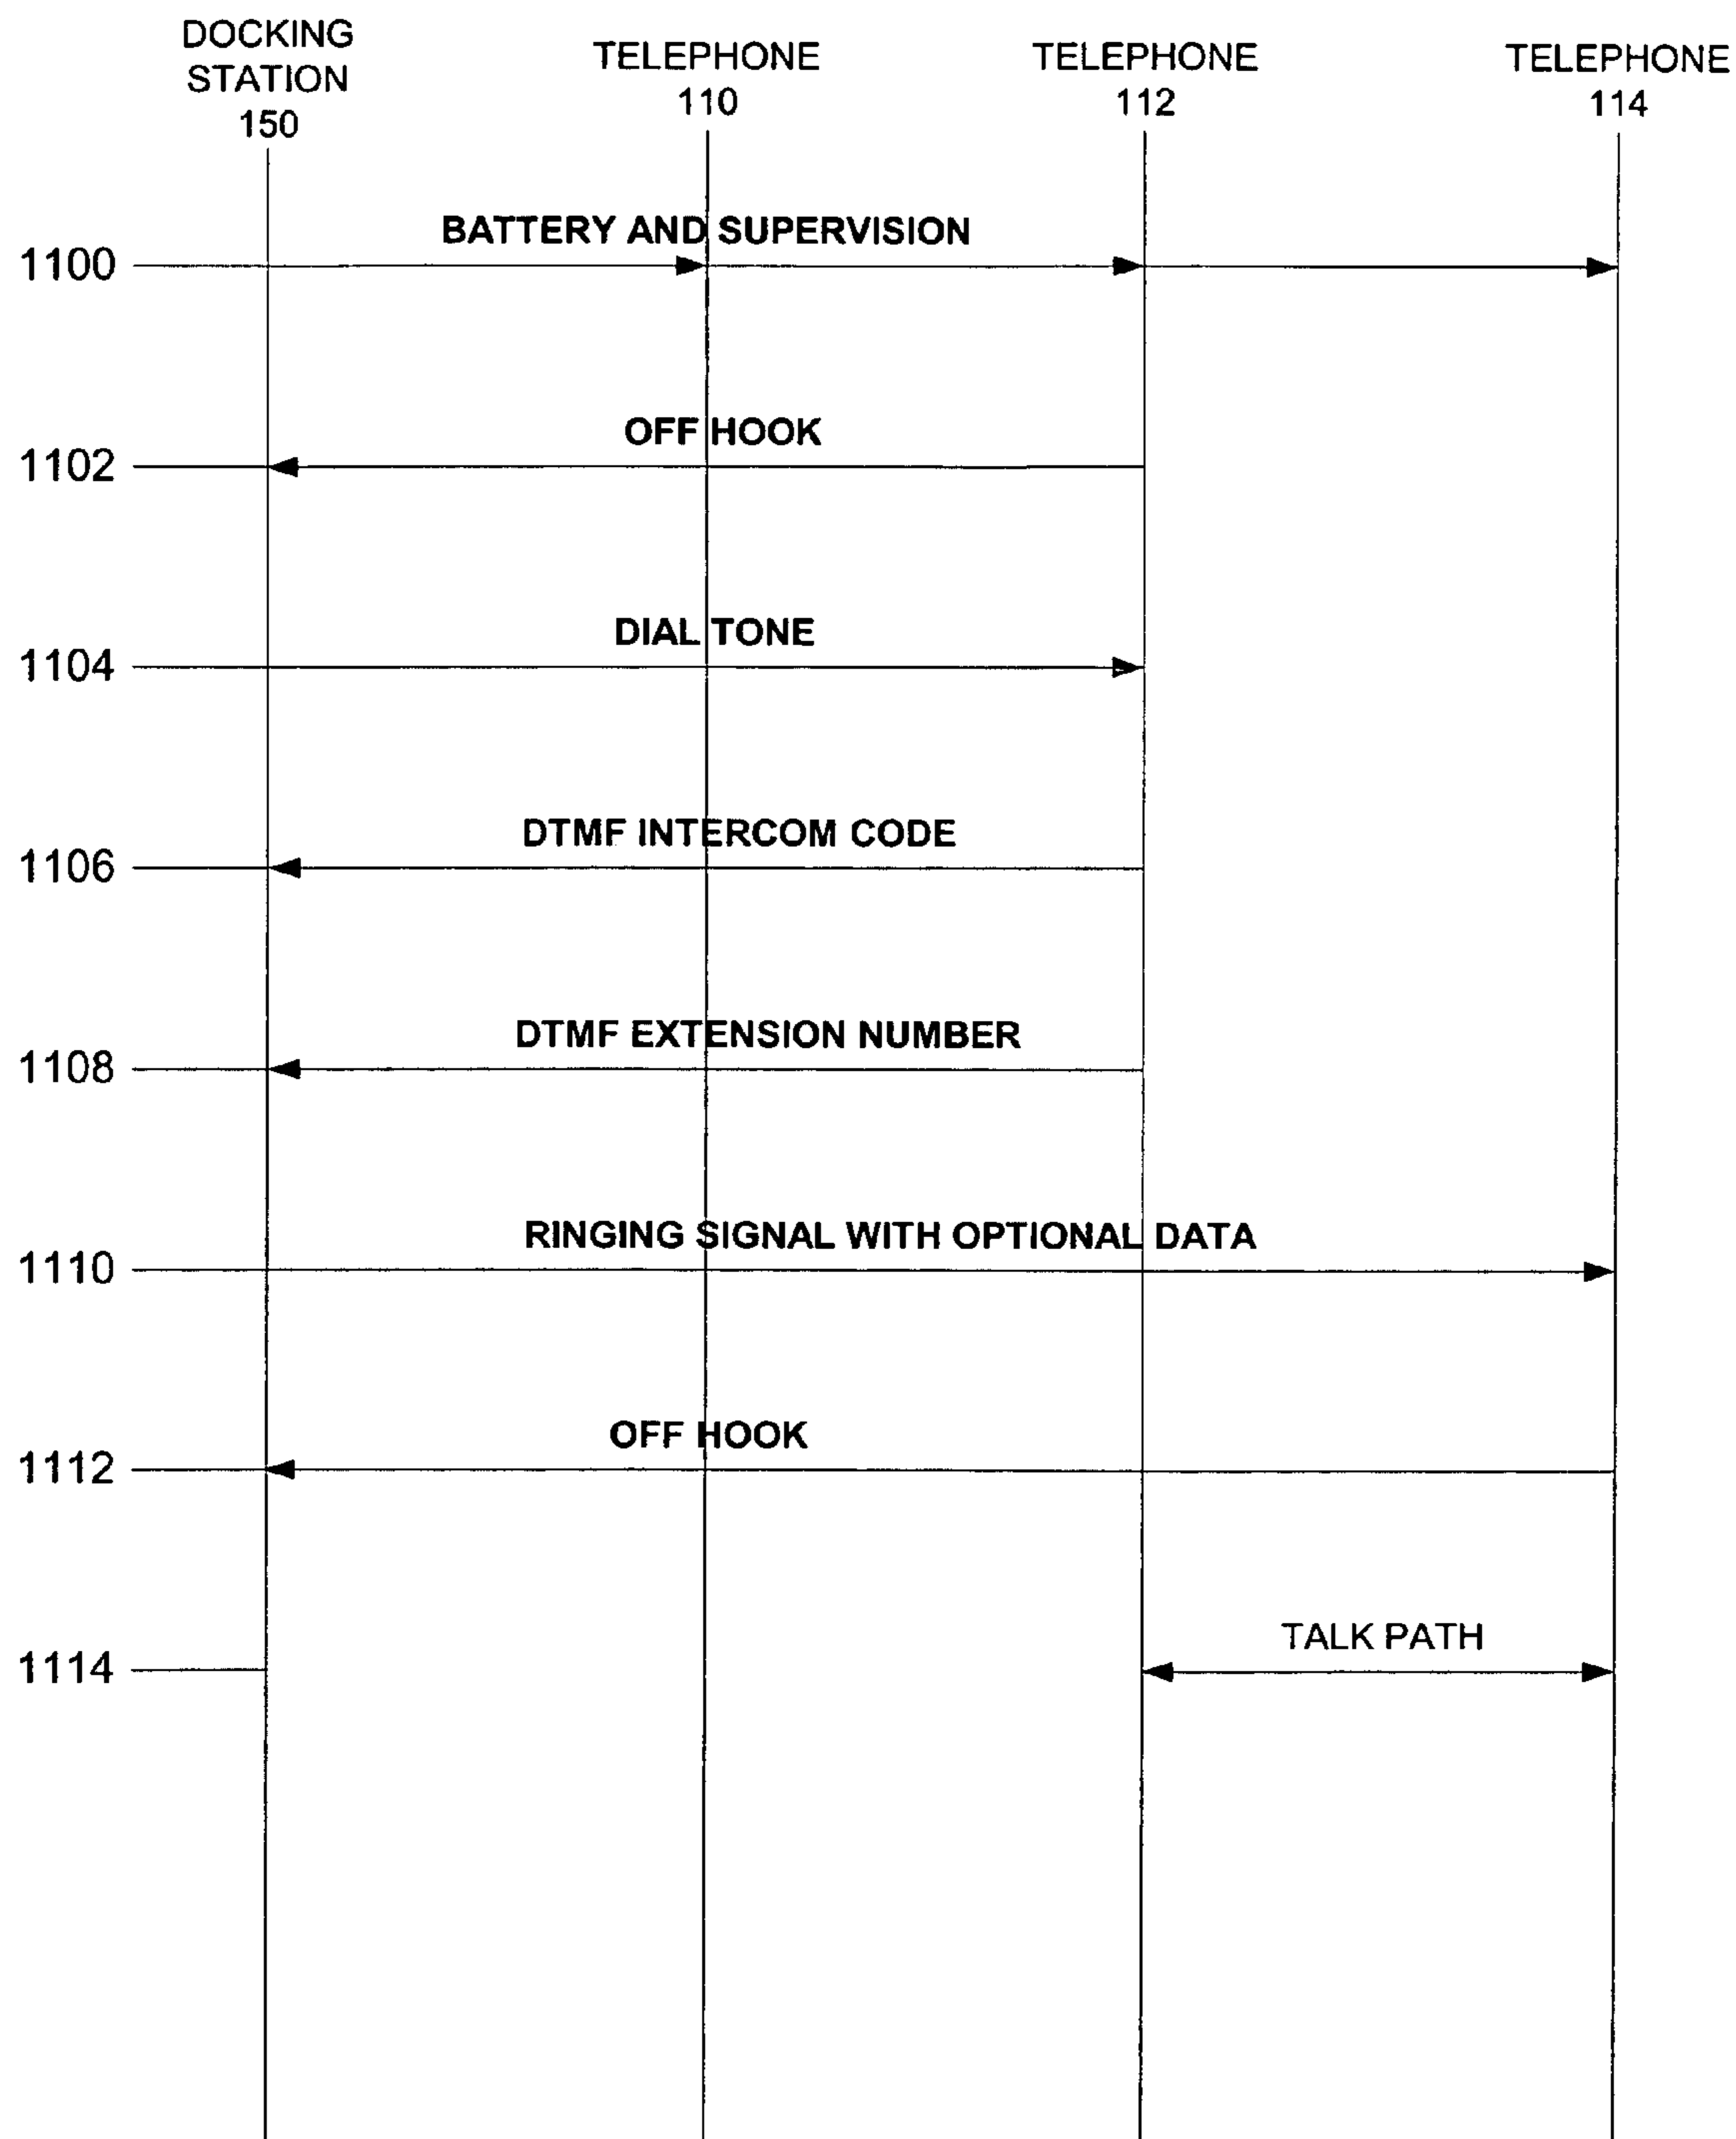 DOCKING
STATION
150
TELEPHONE
110
TELEPHONE
112
TELEPHONE
114
BATTERY AND SUPERVISION
1100
OFF HOOK
1102
DIAL TONE
1104
DTMF INTERCOM CODE
1106
DTMF EXTENSION NUMBER
1108
RINGING SIGNAL WITH OPTIONAL DATA
1110
OFF HOOK
1112
TALK PATH
1114